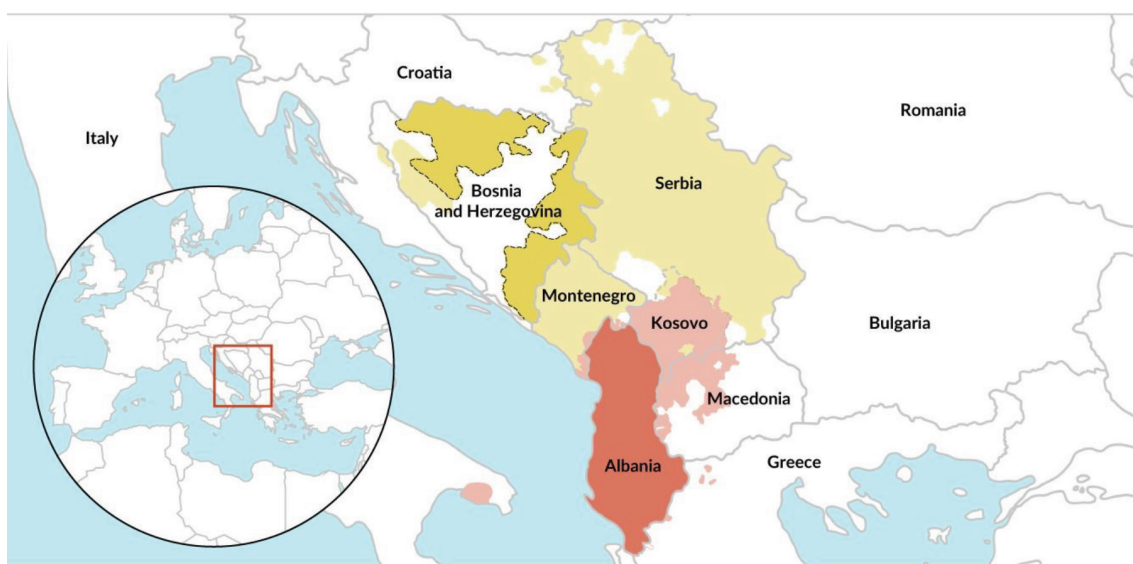 Croatia
Romania
Italy
Serbia
Bosnia
and Herzegovina
Montenegro
Kosovo
Bulgaria
Macedonia
Albania
Greece